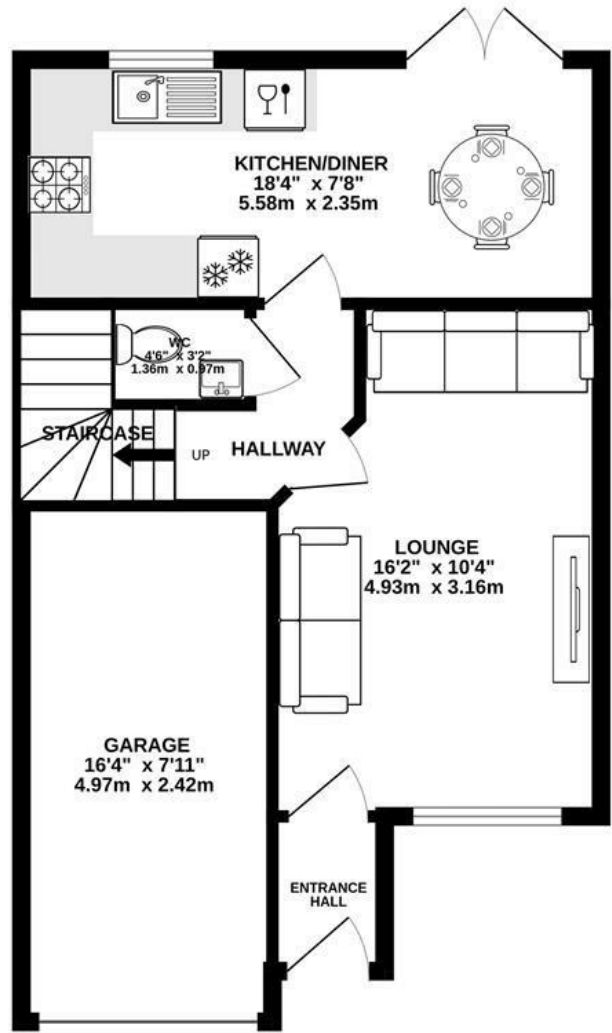 KITCHEN/DINER
18'4" x 7'8"
5.58m x 2.35m
WC
4'6" x 3'2"
1.36m x 0.97m
STAIRCASE
UP
HALLWAY
LOUNGE
16'2" x 10'4"
4.93m x 3.16m
GARAGE
16'4" x 7'11"
4.97m x 2.42m
ENTRANCE
HALL